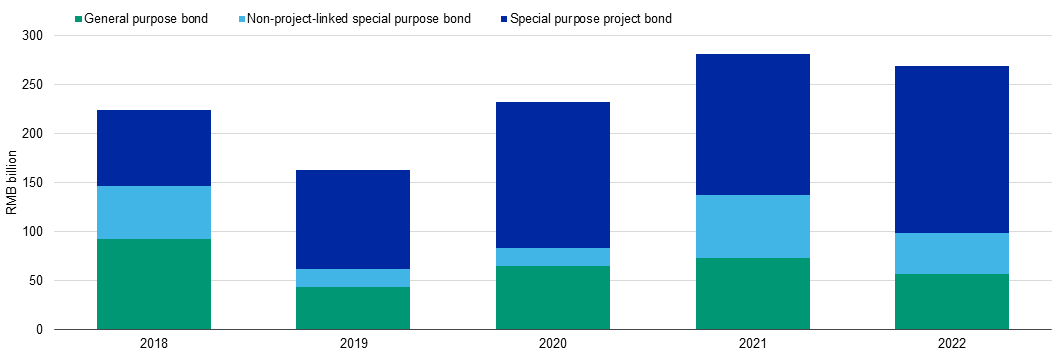 General purpose bond Non-project-linked special purpose bond Special purpose project bond
300
250
200
150
100
50
0
RMB billion
2018 2019 2020 2021 2022